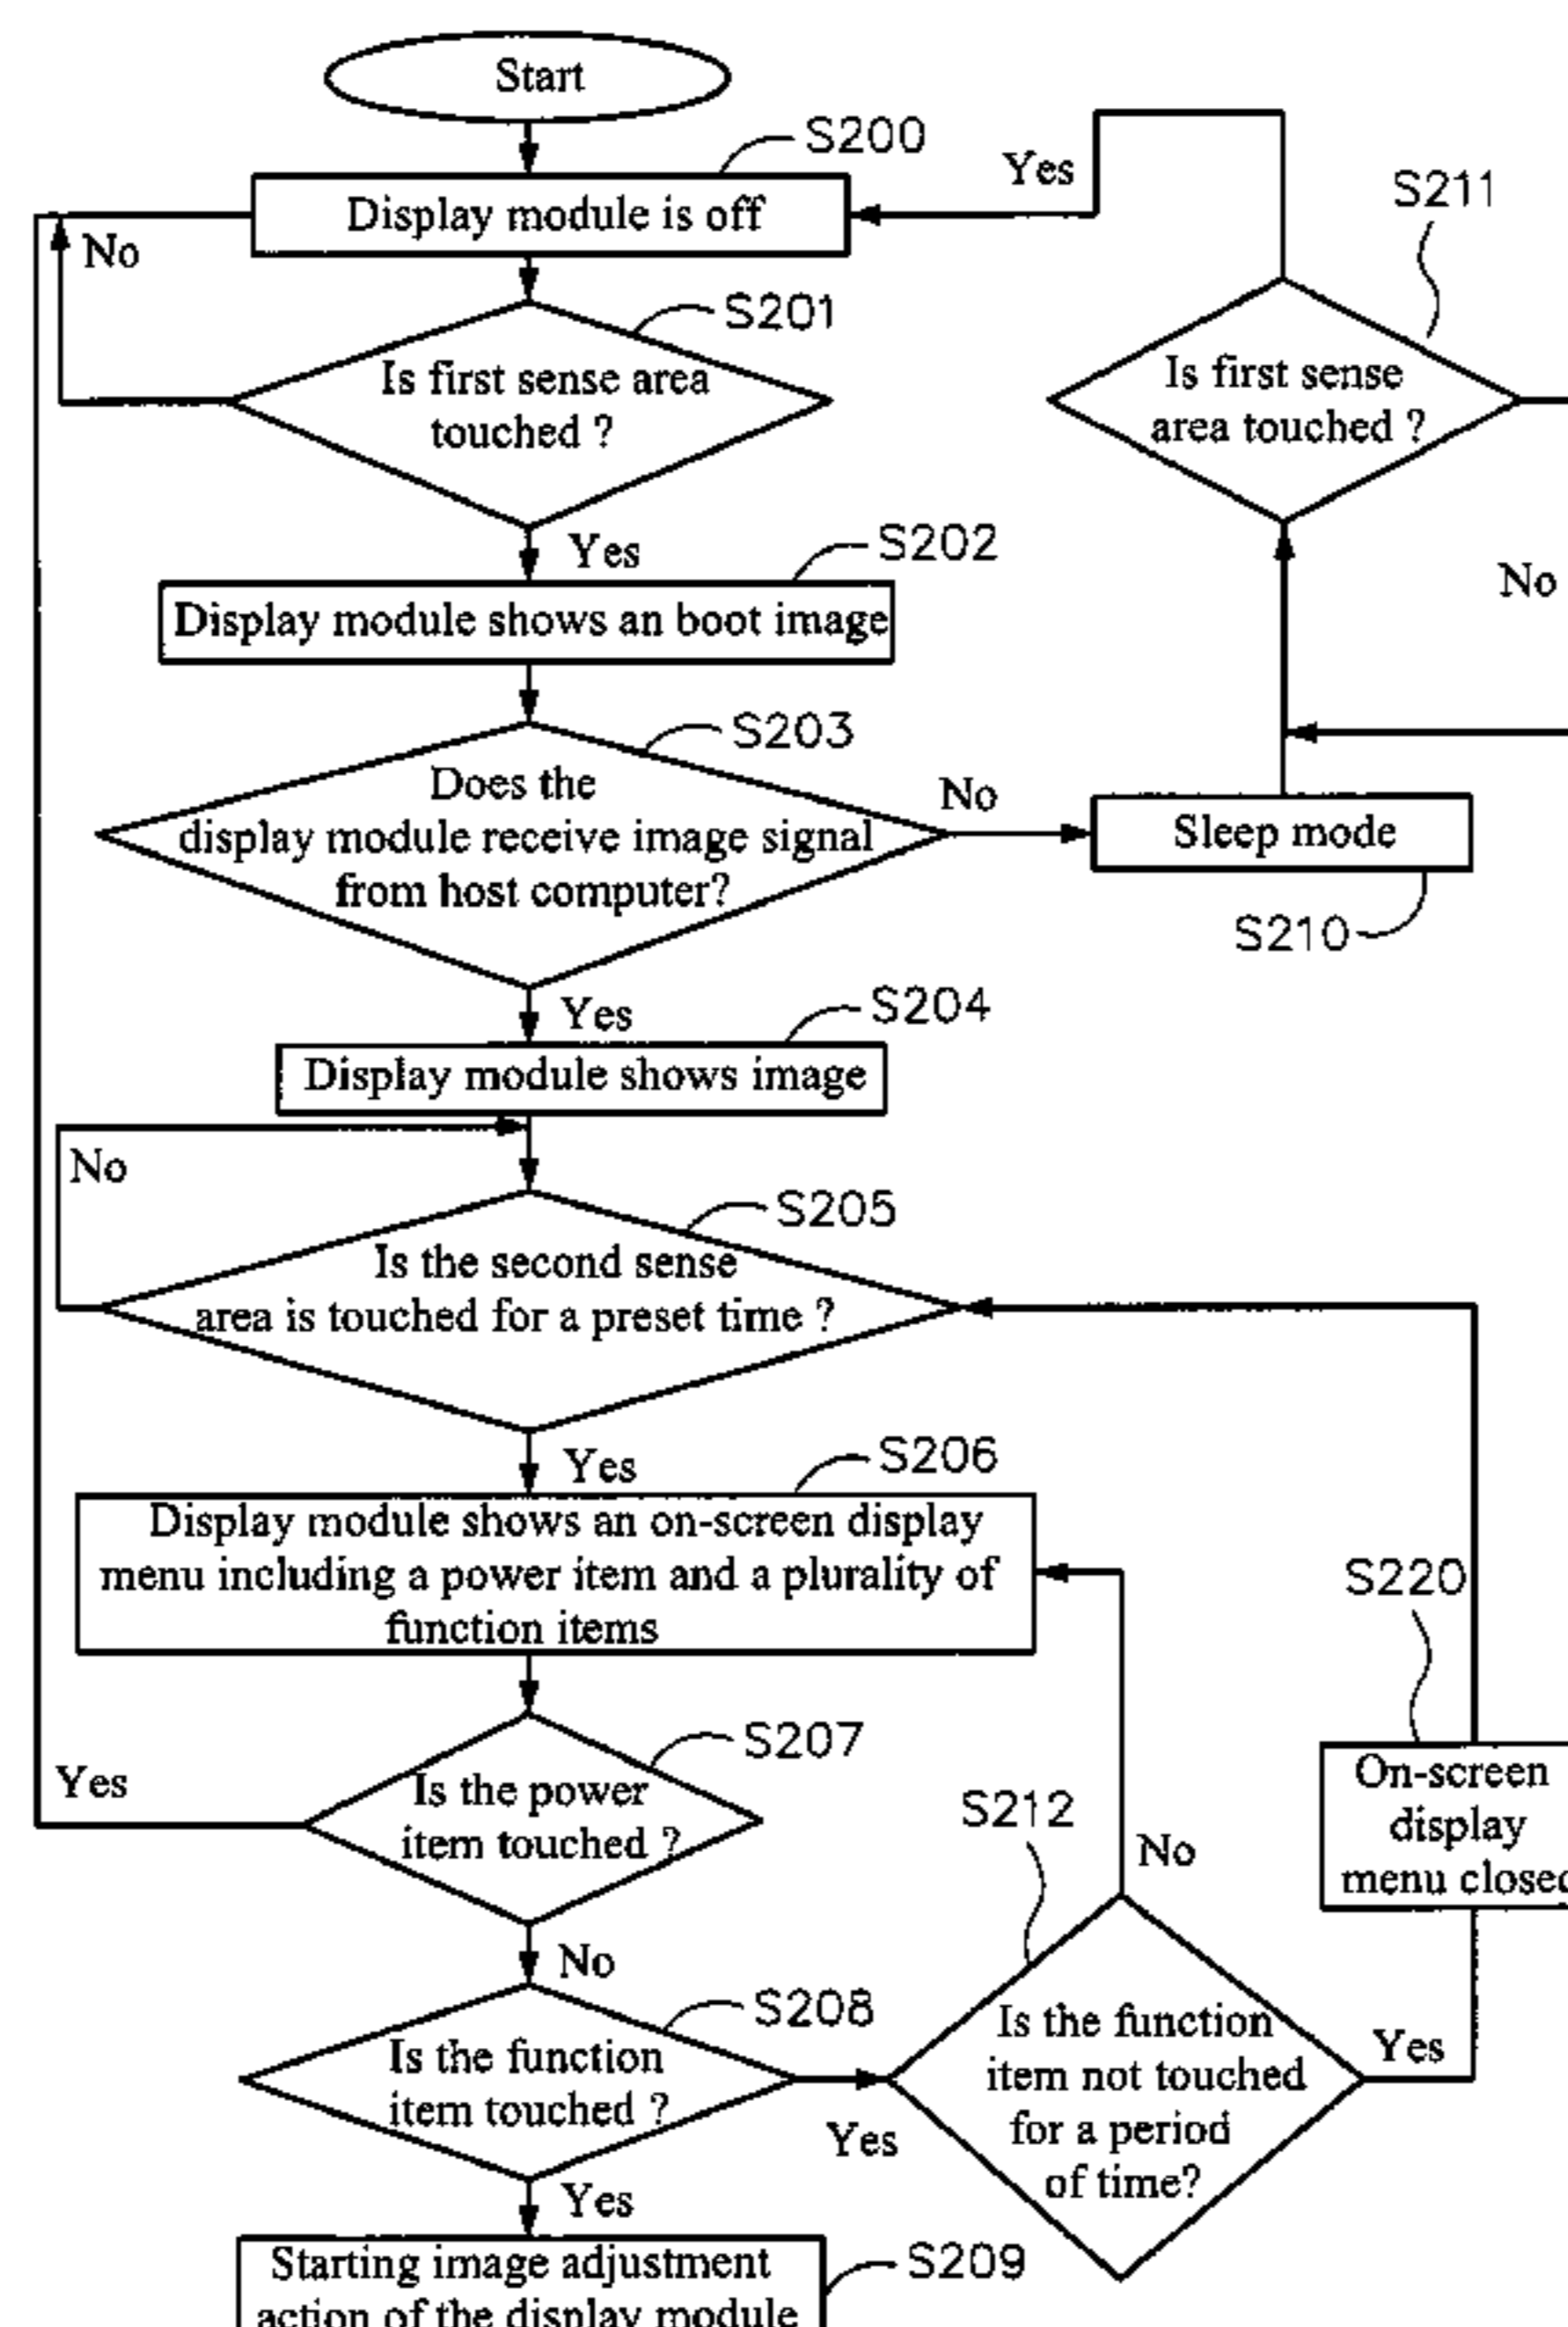 Start
S200
Yes
Display module is off
S211
No
S201
Is first sense area
touched ?
Is first sense
area touched ?
Yes
S202
No
Display module shows an boot image
S203
Does the
display module receive image signal
from host computer?
No
Sleep mode
S210
Yes
S204
Display module shows image
No
S205
Is the second sense
area is touched for a preset time ?
Yes
S206
Display module shows an on-screen display
menu including a power item and a plurality of
function items
S220
S207
Yes
Is the power
item touched ?
S212
No
On-screen
display
menu closed
No
S208
Is the function
item touched ?
Yes
Is the function
item not touched
for a period
of time?
Yes
Yes
S209
Starting image adjustment
action of the display module